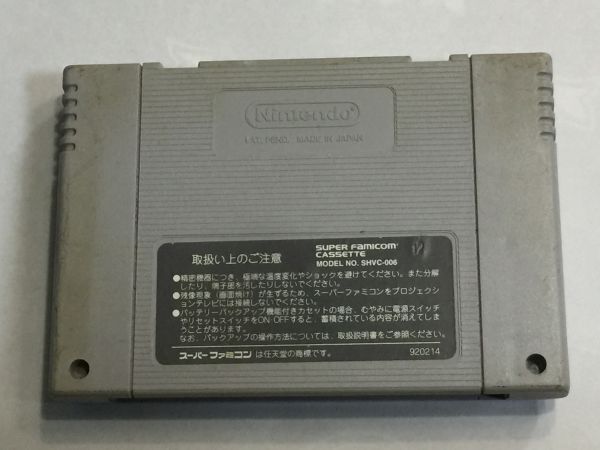 Nintendo
PAT. PEND. MADE IN JAPAN
取扱い上のご注意
SUPER FAMICOM
CASSETTE
MODEL NO. SHVC-006
12
●精密機器につき、極端な温度変化やショックを避けてください。また分解
したり、端子部を汚したりしないでください。
●残像現象(画面焼け)が生ずるため、スーパーファミコンをプロジェクシ
ョンテレビには接続しないでください。
●バッテリーバックアップ機能付きカセットの場合、むやみに電源スイッチ
やリセットスイッチをON-OFFすると、蓄積されている内容が消えてしま
うことがあります。
なお、バックアップの操作方法については、取扱説明書をご参照ください。
スーパーファミコン は任天堂の商標です。
920214